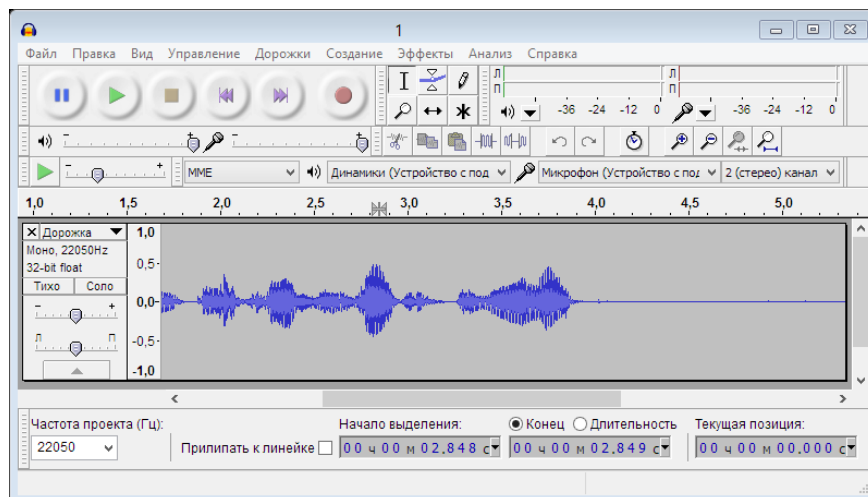 1
Файл Правка Вид Управление Дорожки Создание Эффекты Анализ Справка
Л
П
-36 -24 -12 0
Л
П
-36 -24 -12 0
- +
MME
Динамики (Устройство с под
Микрофон (Устройство с под
2 (стерео) канал
1,0 1,5 2,0 2,5 3,0 3,5 4,0 4,5 5,0
X Дорожка
Моно, 22050Hz
32-bit float
Тихо Соло
- +
Л П
1,0
0,5-
0,0-
-0,5-
-1,0
Частота проекта (Гц):
22050
Прилипать к линейке
Начало выделения:
00 ч 00 м 02.848 с
Конец Длительность
00 ч 00 м 02.849 с
Текущая позиция:
00 ч 00 м 00.000 с